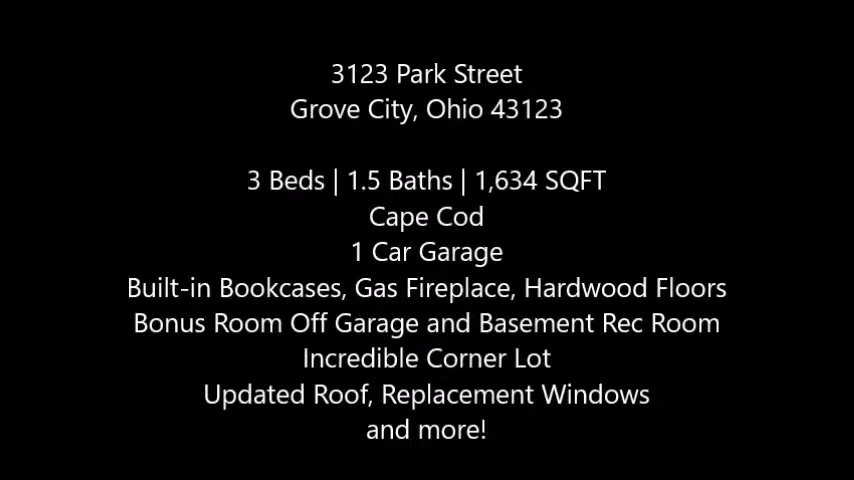 3123 Park Street
Grove City, Ohio 43123
3 Beds | 1.5 Baths | 1,634 SQFT
Cape Cod
1 Car Garage
Built-in Bookcases, Gas Fireplace, Hardwood Floors
Bonus Room Off Garage and Basement Rec Room
Incredible Corner Lot
Updated Roof, Replacement Windows
and more!